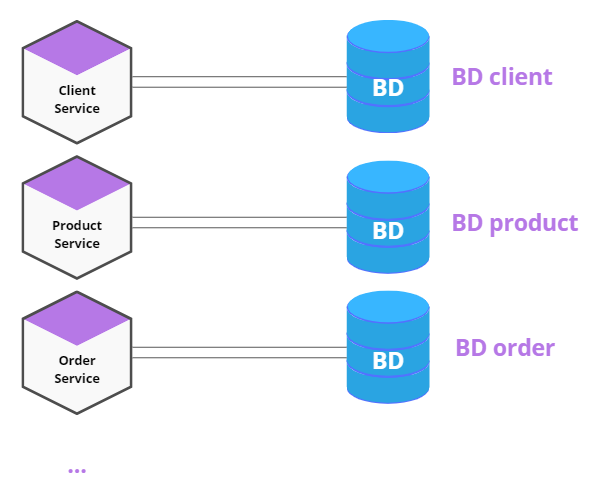 Client
Service
BD
BD client
Product
Service
BD
BD product
Order
Service
BD
BD order
...